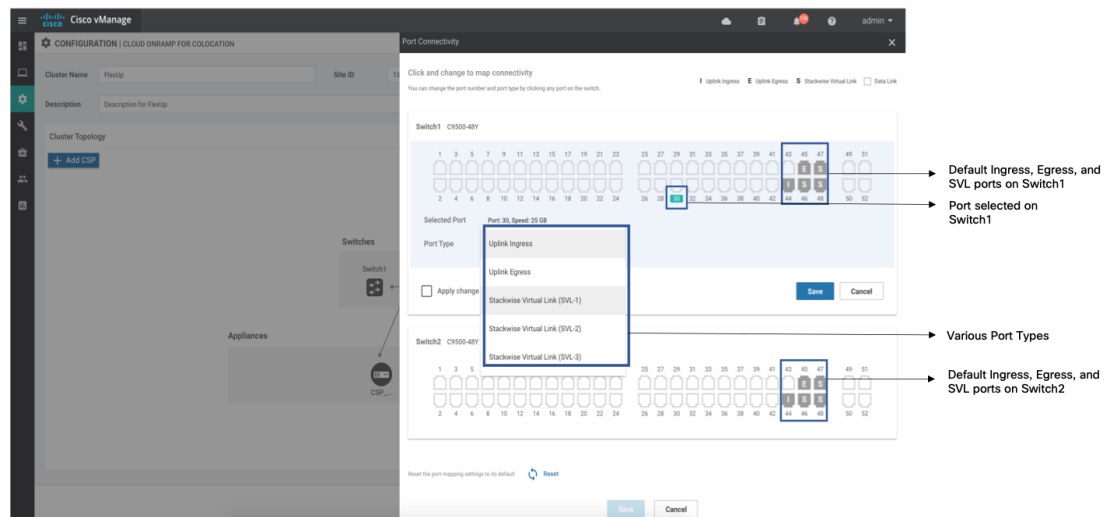 cisco Cisco vManage
admin
CONFIGURATION | CLOUD ONRAMP FOR COLOCATION
Port Connectivity
Cluster Name FlexUp Site ID 10
Description Description for FlexUp
Cluster Topology
+ Add CSP
Switches
Switch1
Appliances
CSP_...
Click and change to map connectivity
You can change the port number and port type by clicking any port on the switch.
I Uplink Ingress E Uplink Egress S Stackwise Virtual Link Data Link
Switch1 C9500-48Y
1 3 5 7 9 11 13 15 17 19 21 23 25 27 29 31 33 35 37 39 41 43 45 47 49 51
E S
I S S
2 4 6 8 10 12 14 16 18 20 22 24 26 28 30 32 34 36 38 40 42 44 46 48 50 52
Selected Port Port: 30, Speed: 25 GB
Port Type Uplink Ingress
Uplink Egress
Stackwise Virtual Link (SVL-1)
Stackwise Virtual Link (SVL-2)
Stackwise Virtual Link (SVL-3)
Apply change
Save Cancel
Switch2 C9500-48Y
1 3 5 25 27 29 31 33 35 37 39 41 43 45 47 49 51
E S
I S S
2 4 6 8 10 12 14 16 18 20 22 24 26 28 30 32 34 36 38 40 42 44 46 48 50 52
Reset the port mapping settings to its default Reset
Save Cancel
Default Ingress, Egress, and
SVL ports on Switch1
Port selected on
Switch1
Various Port Types
Default Ingress, Egress, and
SVL ports on Switch2